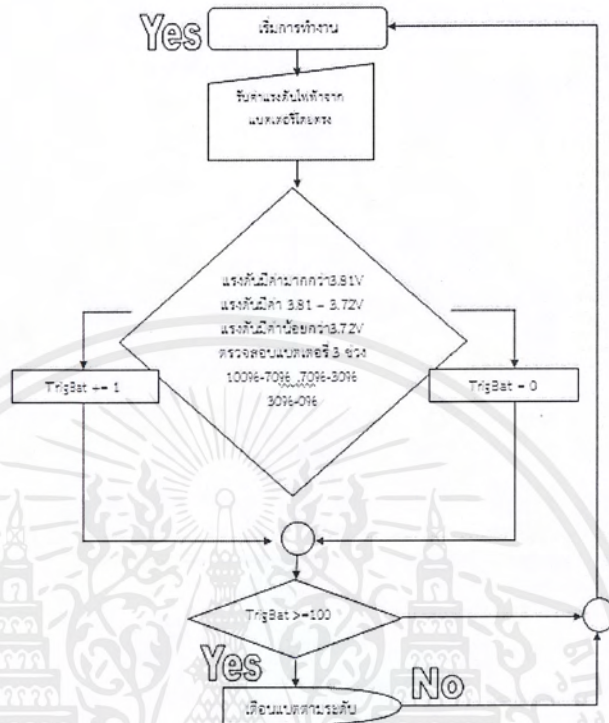 Yes
เริ่มการทำงาน
รับค่าแรงดันไฟฟ้าจาก
แบตเตอรี่โดยตรง
แรงดันมีค่ามากกว่า3.81V
แรงดันมีค่า 3.81 – 3.72V
แรงดันมีค่าน้อยกว่า3.72V
ตรวจสอบแบตเตอรี่ 3 ช่วง
100%-70% ,70%-30%
30%-0%
TrigBat += 1
TrigBat = 0
TrigBat >=100
Yes
เตือนแบตตามระดับ
No